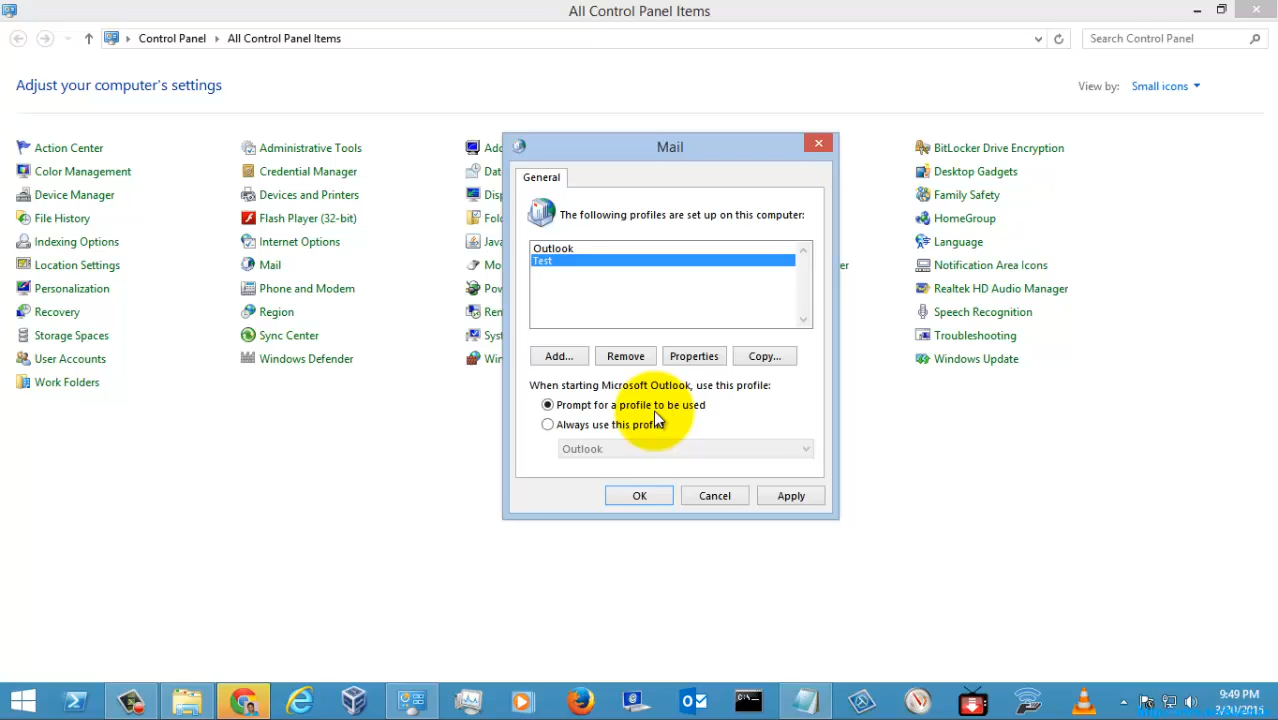 All Control Panel Items
Control Panel
All Control Panel Items
Search Control Panel
Adjust your computer's settings
View by:
Small icons
Action Center
Color Management
Device Manager
File History
Indexing Options
Location Settings
Personalization
Recovery
Storage Spaces
User Accounts
Work Folders
Administrative Tools
Credential Manager
Devices and Printers
Flash Player (32-bit)
Internet Options
Mail
Phone and Modem
Region
Sync Center
Windows Defender
BitLocker Drive Encryption
Desktop Gadgets
Family Safety
HomeGroup
Language
Notification Area Icons
Realtek HD Audio Manager
Speech Recognition
Troubleshooting
Windows Update
Mail
General
The following profiles are set up on this computer:
Outlook
Test
Add...
Remove
Properties
Copy...
When starting Microsoft Outlook, use this profile:
Prompt for a profile to be used
Always use this profile
Outlook
OK
Cancel
Apply
9:49 PM